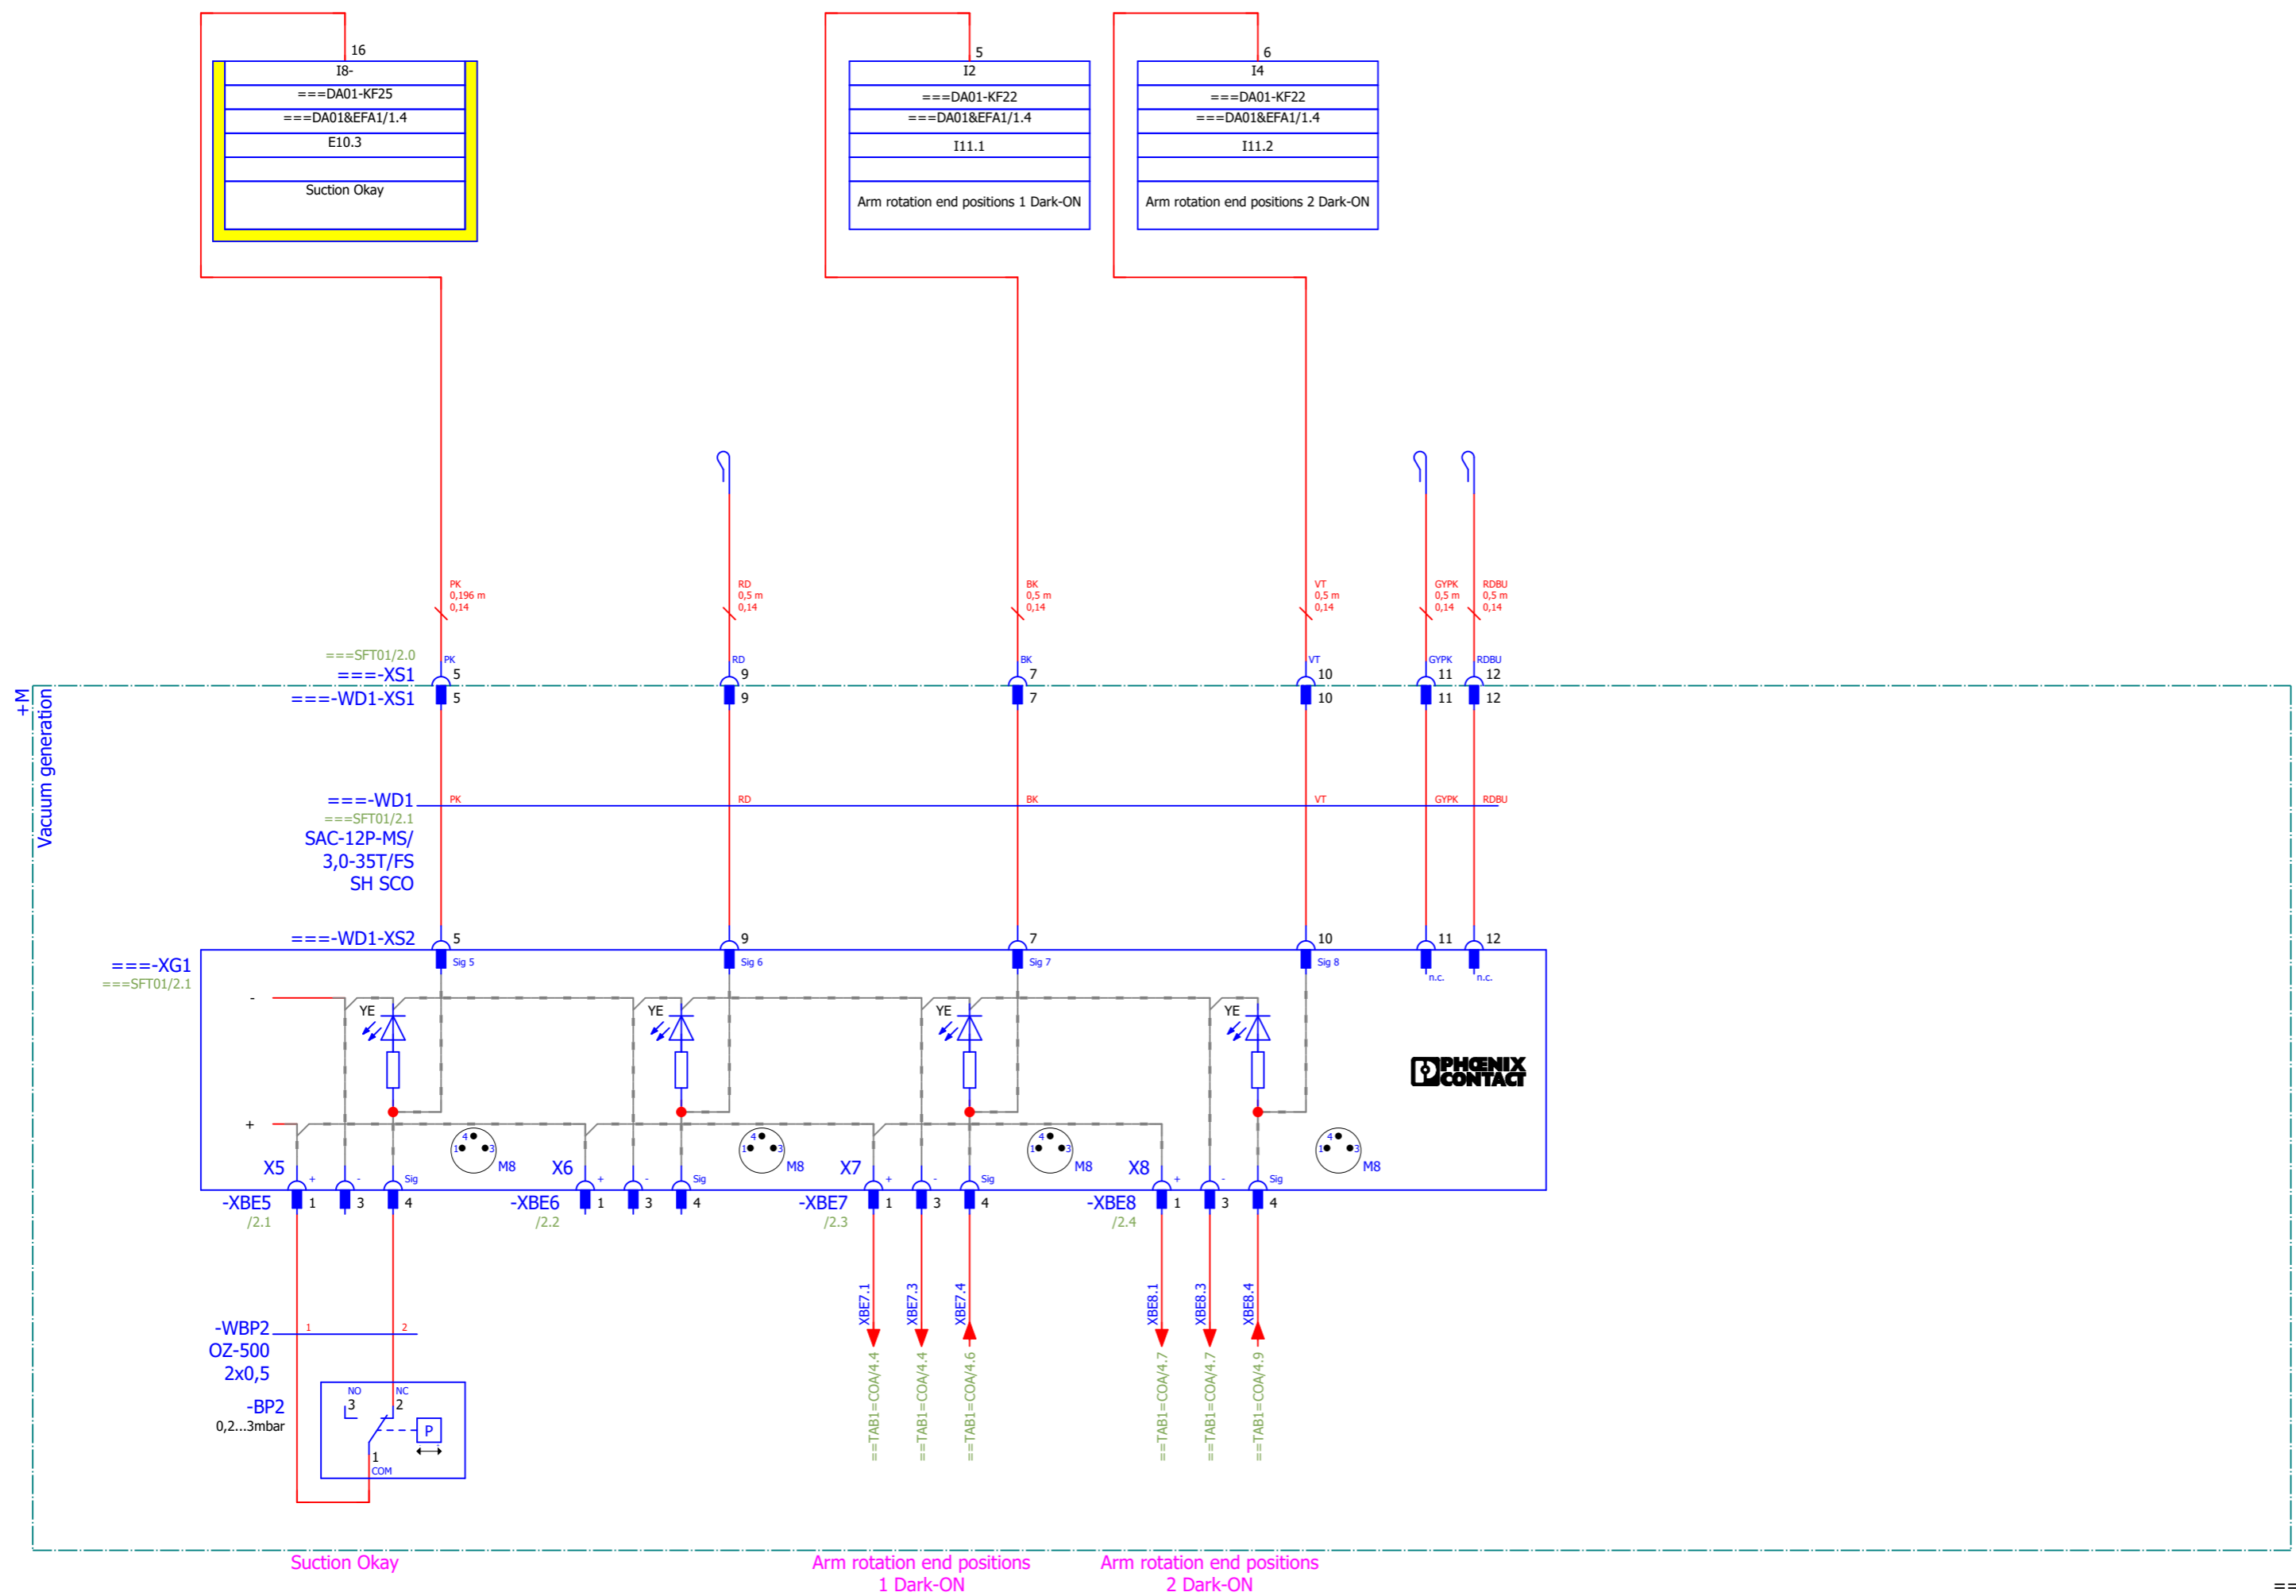 16
5
6
I8-
===DA01-KF25
===DA01&EFA1/1.4
E10.3
Suction Okay
I2
===DA01-KF22
===DA01&EFA1/1.4
I11.1
Arm rotation end positions 1 Dark-ON
I4
===DA01-KF22
===DA01&EFA1/1.4
I11.2
Arm rotation end positions 2 Dark-ON
PK
0,196 m
0,14
RD
0,5 m
0,14
BK
0,5 m
0,14
VT
0,5 m
0,14
GYPK
0,5 m
0,14
RDBU
0,5 m
0,14
===SFT01/2.0
PK RD BK VT GYPK RDBU
===-XS1 5 9 7 10 11 12
===-WD1-XS1 5 9 7 10 11 12
+M
Vacuum generation
===-WD1 PK RD BK VT GYPK RDBU
===SFT01/2.1
SAC-12P-MS/
3,0-35T/FS
SH SCO
===-WD1-XS2 5 9 7 10 11 12
===-XG1 Sig 5 Sig 6 Sig 7 Sig 8
===SFT01/2.1 n.c. n.c.
-
YE YE YE YE
PHŒNIX
CONTACT
+
4 4 4 4
1 3 1 3 1 3 1 3
X5 M8 X6 M8 X7 M8 X8 M8
+ - Sig + - Sig + - Sig + - Sig
-XBE5 1 3 4 -XBE6 1 3 4 -XBE7 1 3 4 -XBE8 1 3 4
/2.1 /2.2 /2.3 /2.4
XBE7.1
XBE7.3
XBE7.4
XBE8.1
XBE8.3
XBE8.4
-WBP2 1 2
OZ-500
2x0,5
==TAB1=COA/4.4
==TAB1=COA/4.4
==TAB1=COA/4.6
==TAB1=COA/4.7
==TAB1=COA/4.7
==TAB1=COA/4.9
NO NC
-BP2 3 2
0,2...3mbar
P
1
COM
Suction Okay
Arm rotation end positions
1 Dark-ON
Arm rotation end positions
2 Dark-ON
==